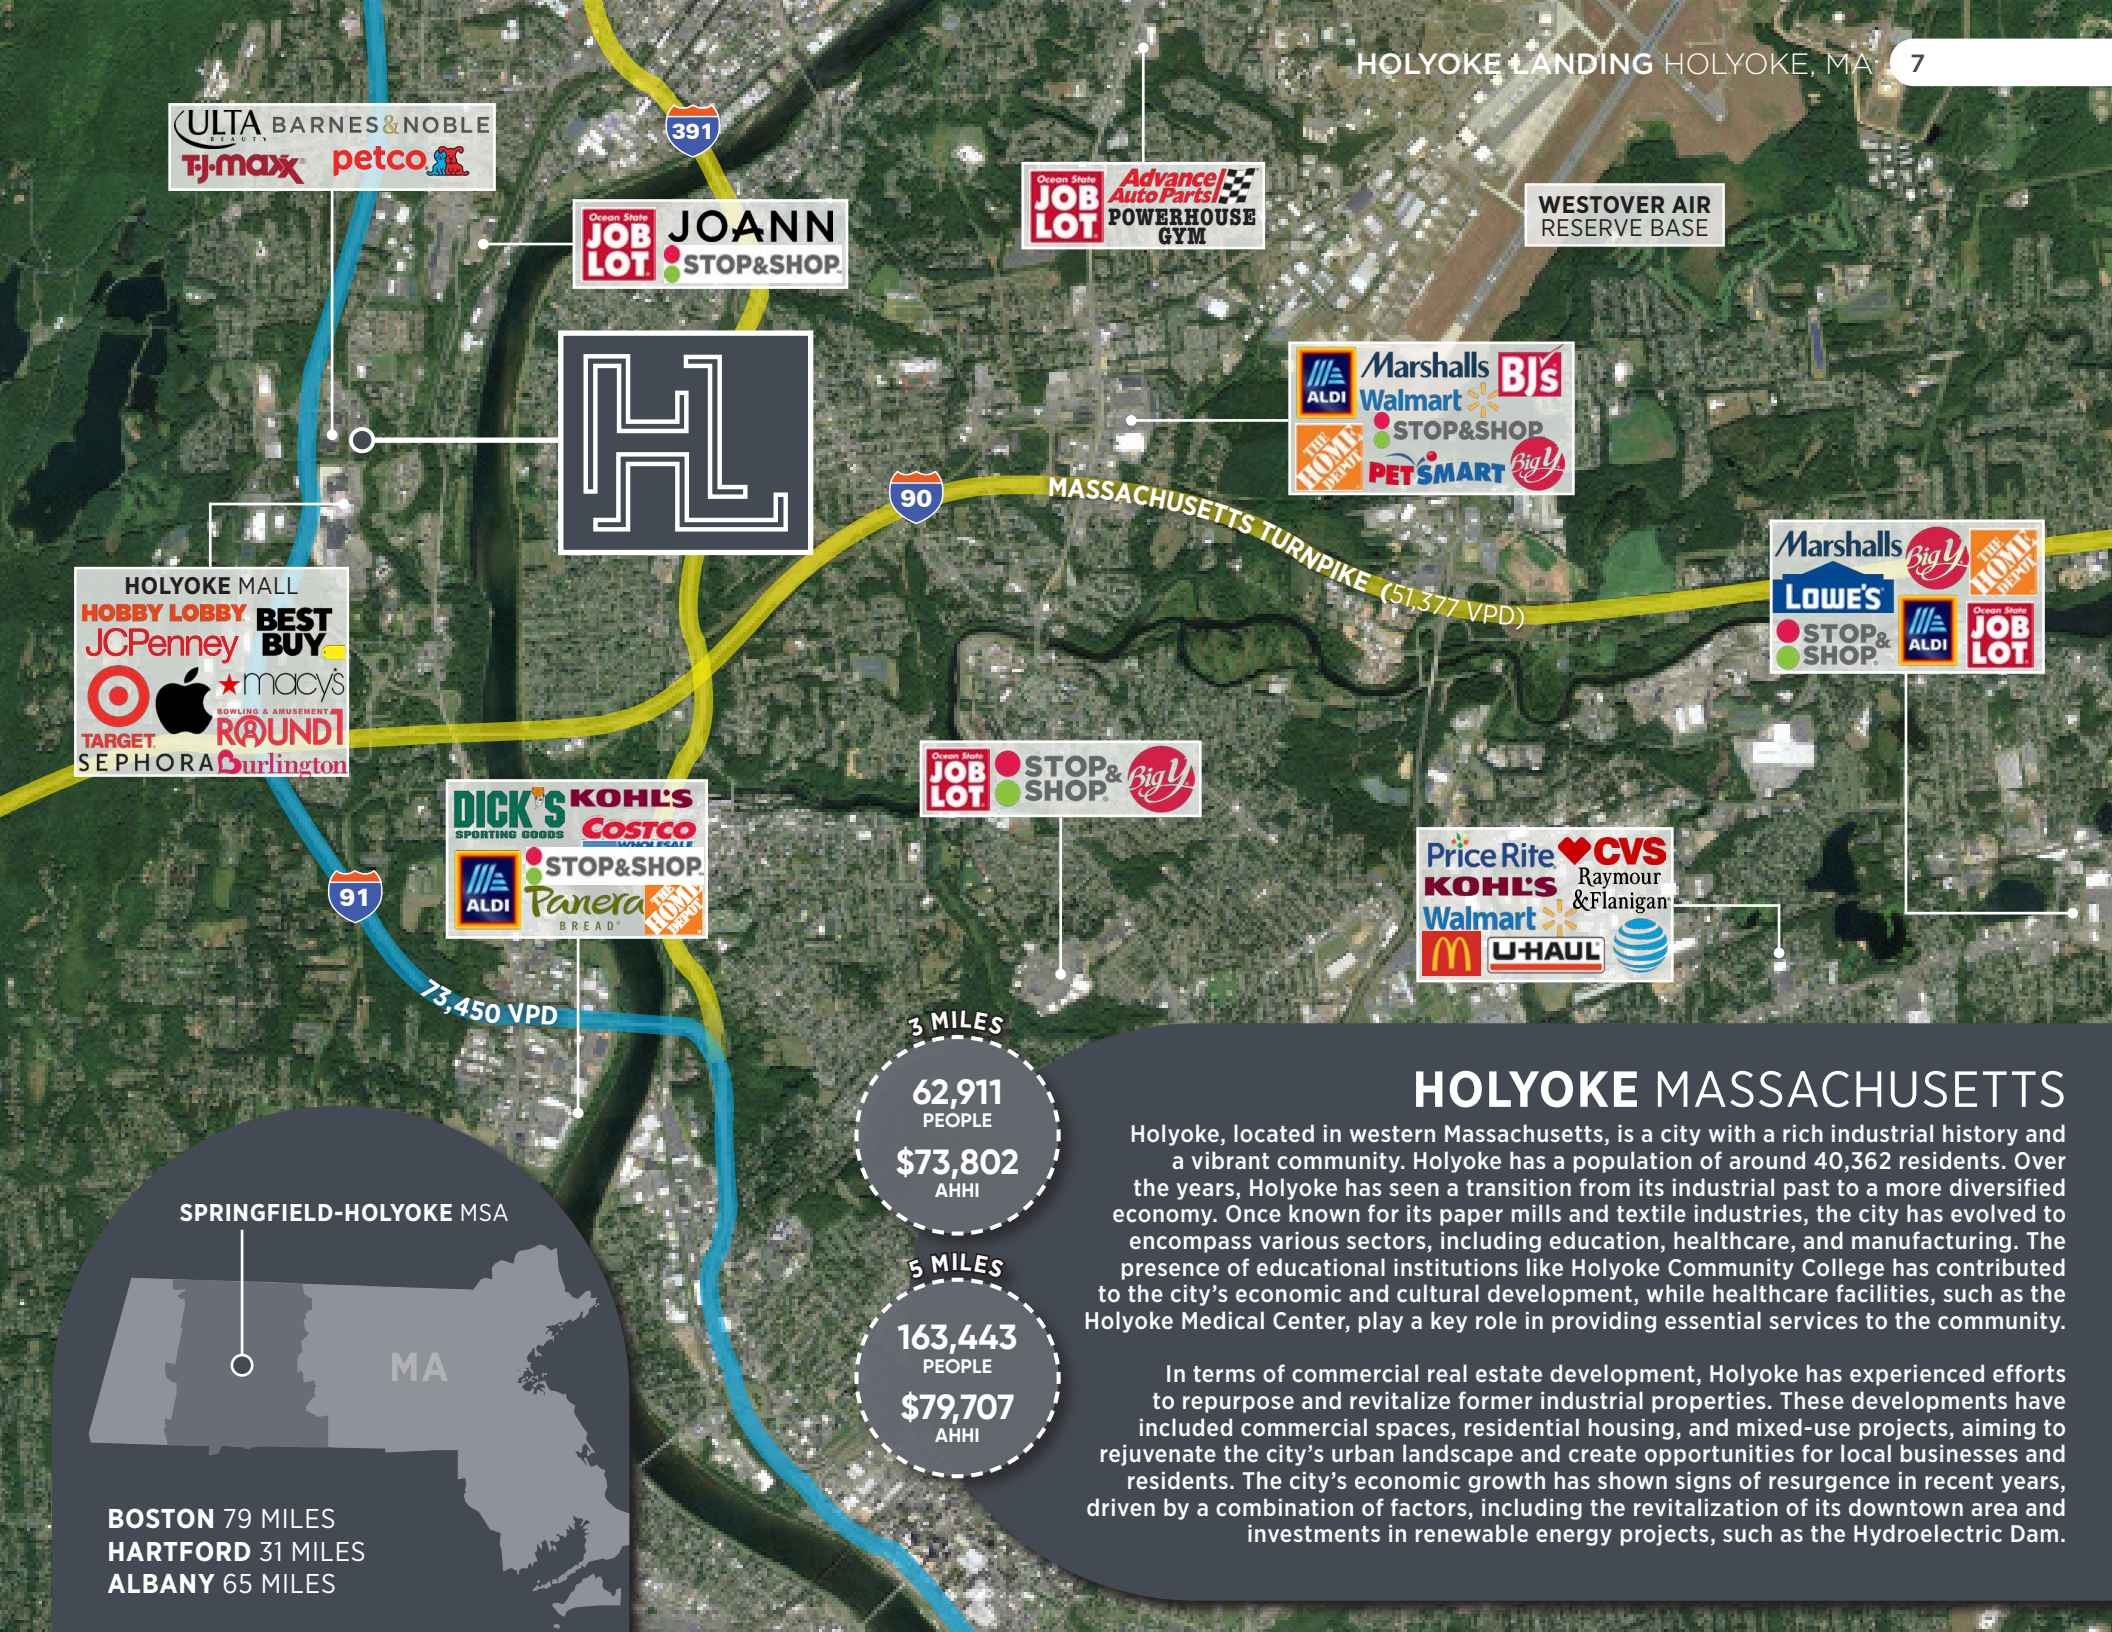 HOLYOKE LANDING HOLYOKE, MA 7
ULTA
BEAUTY
BARNES&NOBLE
T.J.maxx
petco
391
Ocean State
JOB
LOT
JOANN
STOP&SHOP
Ocean State
JOB
LOT
Advance
Auto Parts
POWERHOUSE
GYM
WESTOVER AIR
RESERVE BASE
HL
ALDI
Marshalls
BJ's
Walmart
STOP&SHOP
THE
HOME
DEPOT
PETSMART
Big Y
90
MASSACHUSETTS TURNPIKE (51,377 VPD)
Marshalls
Big Y
THE
HOME
DEPOT
LOWE'S
STOP&
SHOP
ALDI
Ocean State
JOB
LOT
HOLYOKE MALL
HOBBY LOBBY
BEST
BUY
JCPenney
TARGET
macy's
BOWLING & AMUSEMENT
ROUND1
SEPHORA
Burlington
DICK'S
SPORTING GOODS
KOHL'S
COSTCO
WHOLESALE
ALDI
STOP&SHOP
Panera
BREAD
THE
HOME
DEPOT
Ocean State
JOB
LOT
STOP&
SHOP
Big Y
Price Rite
CVS
KOHL'S
Raymour
&Flanigan
Walmart
U-HAUL
91
73,450 VPD
3 MILES
62,911
PEOPLE
$73,802
AHHI
5 MILES
163,443
PEOPLE
$79,707
AHHI
HOLYOKE MASSACHUSETTS
Holyoke, located in western Massachusetts, is a city with a rich industrial history and
a vibrant community. Holyoke has a population of around 40,362 residents. Over
the years, Holyoke has seen a transition from its industrial past to a more diversified
economy. Once known for its paper mills and textile industries, the city has evolved to
encompass various sectors, including education, healthcare, and manufacturing. The
presence of educational institutions like Holyoke Community College has contributed
to the city's economic and cultural development, while healthcare facilities, such as the
Holyoke Medical Center, play a key role in providing essential services to the community.
In terms of commercial real estate development, Holyoke has experienced efforts
to repurpose and revitalize former industrial properties. These developments have
included commercial spaces, residential housing, and mixed-use projects, aiming to
rejuvenate the city's urban landscape and create opportunities for local businesses and
residents. The city's economic growth has shown signs of resurgence in recent years,
driven by a combination of factors, including the revitalization of its downtown area and
investments in renewable energy projects, such as the Hydroelectric Dam.
SPRINGFIELD-HOLYOKE MSA
MA
BOSTON 79 MILES
HARTFORD 31 MILES
ALBANY 65 MILES